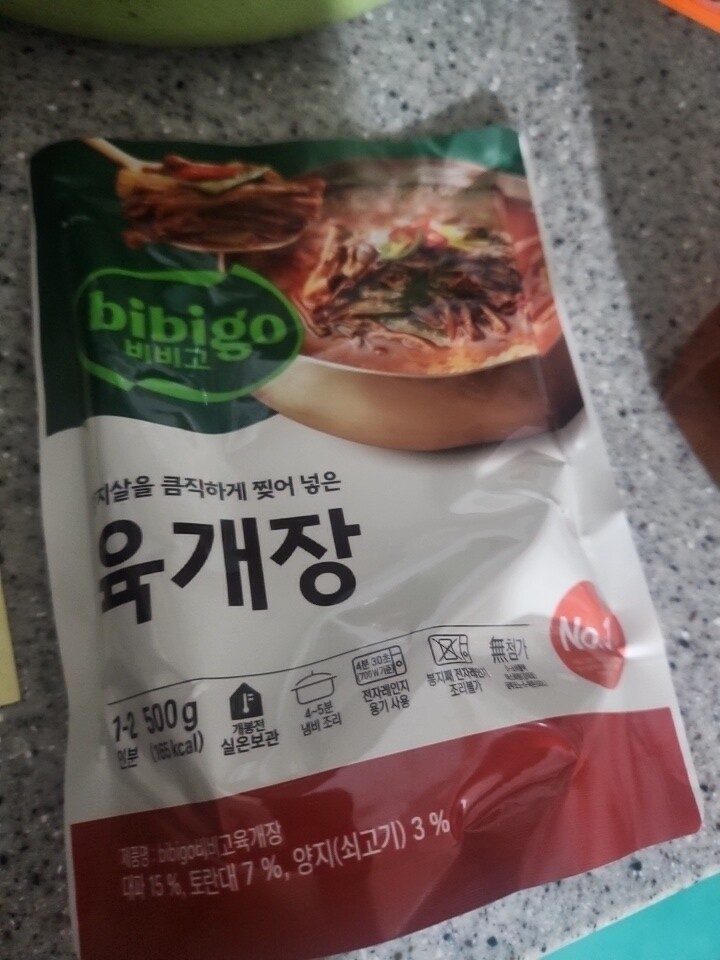 bibigo
비비고
지살을 큼직하게 찢어 넣은
육개장
No.1
1-2 인분
500g (165kcal)
개봉전 실온보관
4~5분 냄비 조리
4분 30초 (700W기준)
전자레인지 용기 사용
봉지째 전자레인지 조리불가
無첨가
제품명 : bibigo비비고육개장
대파 15 %, 토란대 7 %, 양지(쇠고기) 3 %